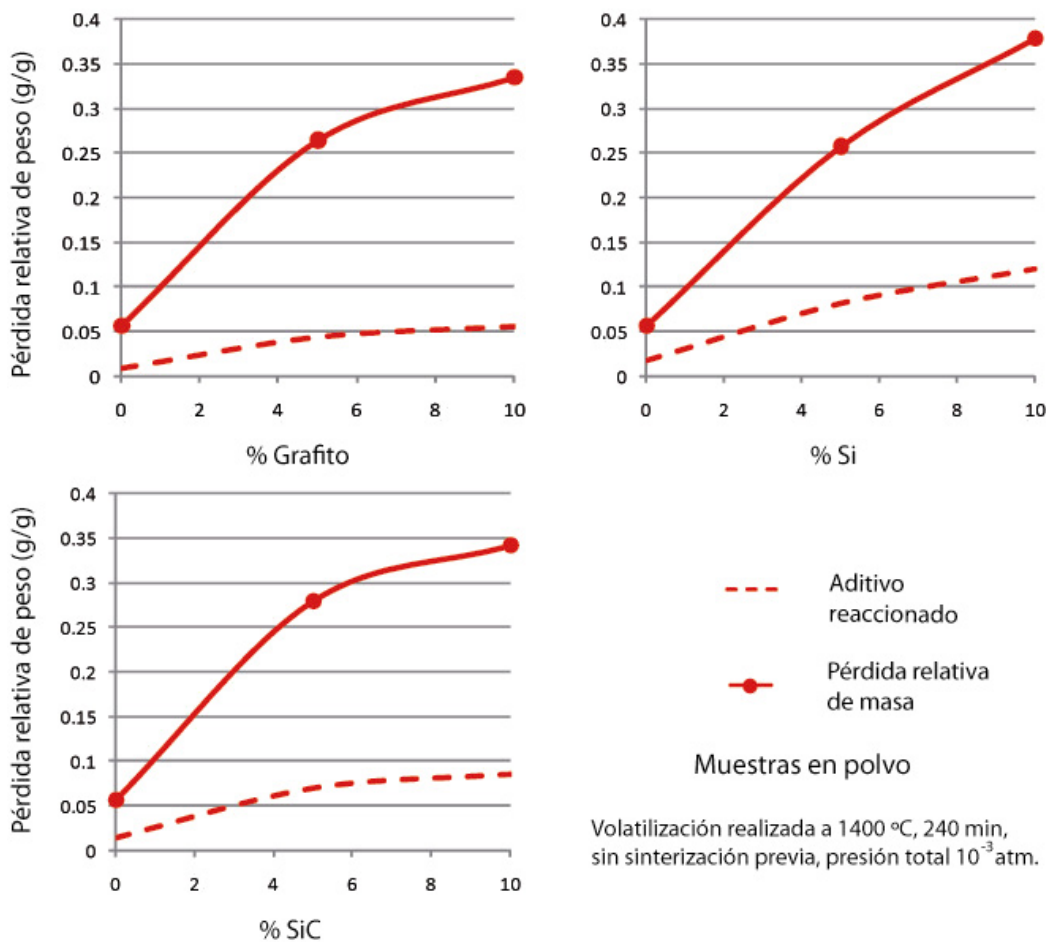 Pérdida relativa de peso (g/g)
0.4
0.35
0.3
0.25
0.2
0.15
0.1
0.05
0
0 2 4 6 8 10
% Grafito
0.4
0.35
0.3
0.25
0.2
0.15
0.1
0.05
0
0 2 4 6 8 10
% Si
Pérdida relativa de peso (g/g)
0.4
0.35
0.3
0.25
0.2
0.15
0.1
0.05
0
0 2 4 6 8 10
% SiC
Aditivo
reaccionado
Pérdida relativa
de masa
Muestras en polvo
Volatilización realizada a 1400 ºC, 240 min,
sin sinterización previa, presión total 10⁻³ atm.